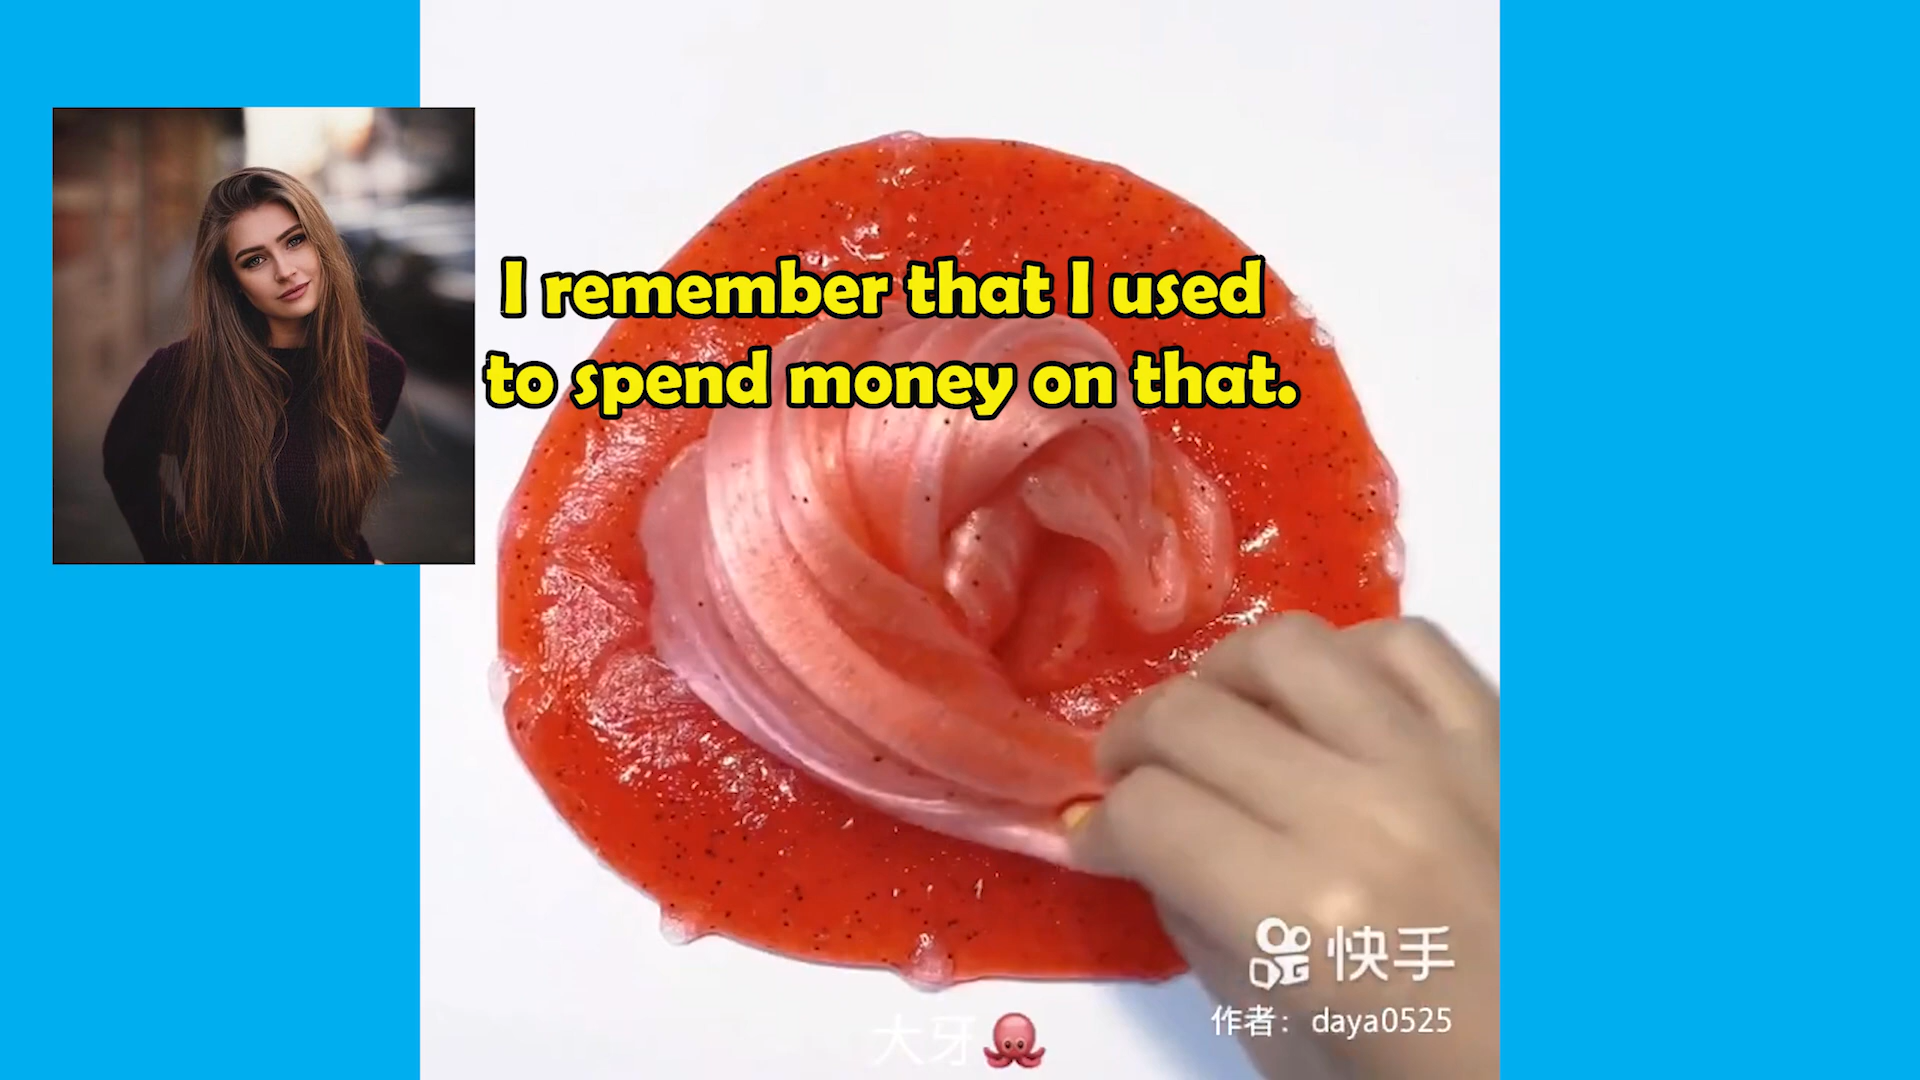 I remember that I used
to spend money on that.
快手
作者：daya0525
大牙